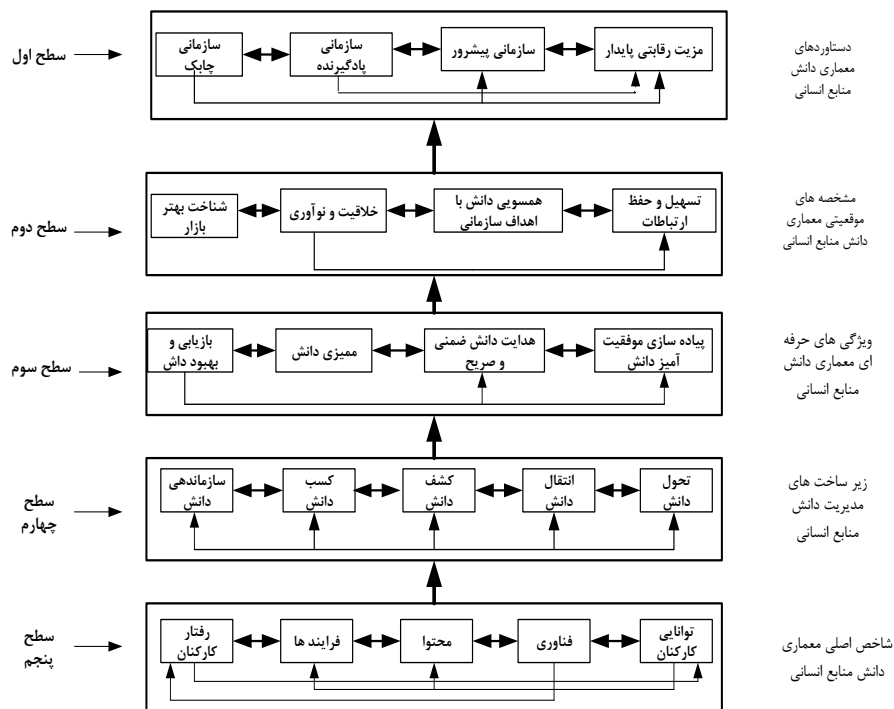 سطح اول
سازمانی
چابک
سازمانی
پادگیرنده
سازمانی پیشرور
مزیت رقابتی پایدار
دستاوردهای
معماری دانش
منابع انسانی
سطح دوم
شناخت بهتر
بازار
خلاقیت و نوآوری
همسویی دانش با
اهداف سازمانی
تسهیل و حفظ
ارتباطات
مشخصه های
موقعیتی معماری
دانش منابع انسانی
سطح سوم
بازیابی و
بهبود داش
ممیزی دانش
هدایت دانش ضمنی
و صریح
پیاده سازی موفقیت
آمیز دانش
ویژگی های حرفه
ای معماری دانش
منابع انسانی
سطح
چهارم
سازماندهی
دانش
کسب
دانش
کشف
دانش
انتقال
دانش
تحول
دانش
زیر ساخت های
مدیریت دانش
منابع انسانی
سطح
پنجم
رفتار
کارکنان
فرایند ها
محتوا
فناوری
توانایی
کارکنان
شاخص اصلی معماری
دانش منابع انسانی